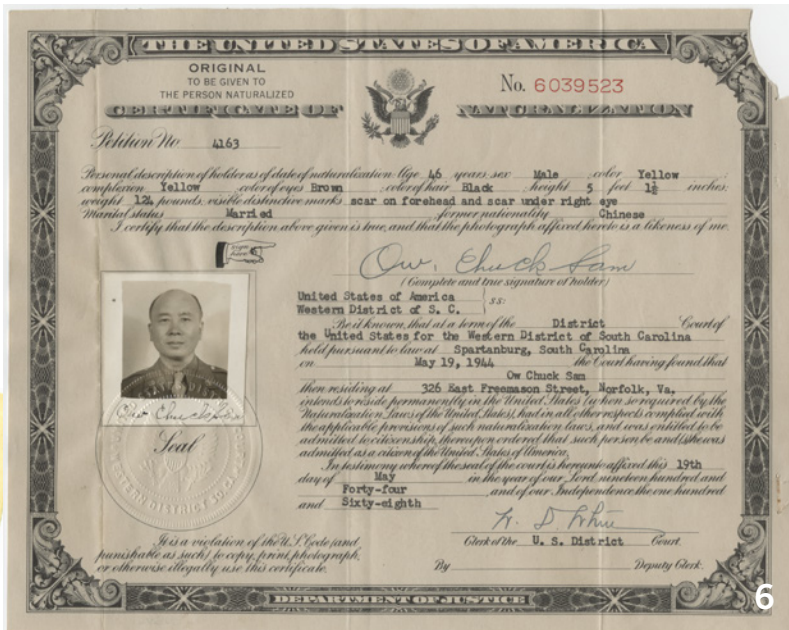 THE UNITED STATES OF AMERICA
ORIGINAL
TO BE GIVEN TO
THE PERSON NATURALIZED
No. 6039523
CERTIFICATE OF NATURALIZATION
Petition No 4163
Personal description of holder as of date of naturalization: Age 46 years; sex Male color Yellow
complexion Yellow color of eyes Brown color of hair Black height 5 feet 1½ inches;
weight 124 pounds; visible distinctive marks scar on forehead and scar under right eye
Marital status Married former nationality Chinese
I certify that the description above given is true, and that the photograph affixed hereto is a likeness of me.
Ow, Chuck Sam
(Complete and true signature of holder)
United States of America
Western District of S. C. } ss:
Be it known, that at a term of the District Court of
the United States for the Western District of South Carolina
held pursuant to law at Spartanburg, South Carolina
on May 19, 1944 the Court having found that
Ow Chuck Sam
then residing at 326 East Freemason Street, Norfolk, Va.
intends to reside permanently in the United States (when so required by the
Naturalization Laws of the United States), had in all other respects complied with
the applicable provisions of such naturalization laws, and was entitled to be
admitted to citizenship, thereupon ordered that such person be and (s)he was
admitted as a citizen of the United States of America.
In testimony whereof the seal of the court is hereunto affixed this 19th
day of May in the year of our Lord nineteen hundred and
Forty-four and of our Independence the one hundred
and Sixty-eighth
Clerk of the U. S. District Court.
By Deputy Clerk.
Ow Chuck Sam
Seal
WESTERN DISTRICT SO CAR
It is a violation of the U.S. Code (and
punishable as such) to copy, print, photograph,
or otherwise illegally use this certificate.
DEPARTMENT OF JUSTICE
6